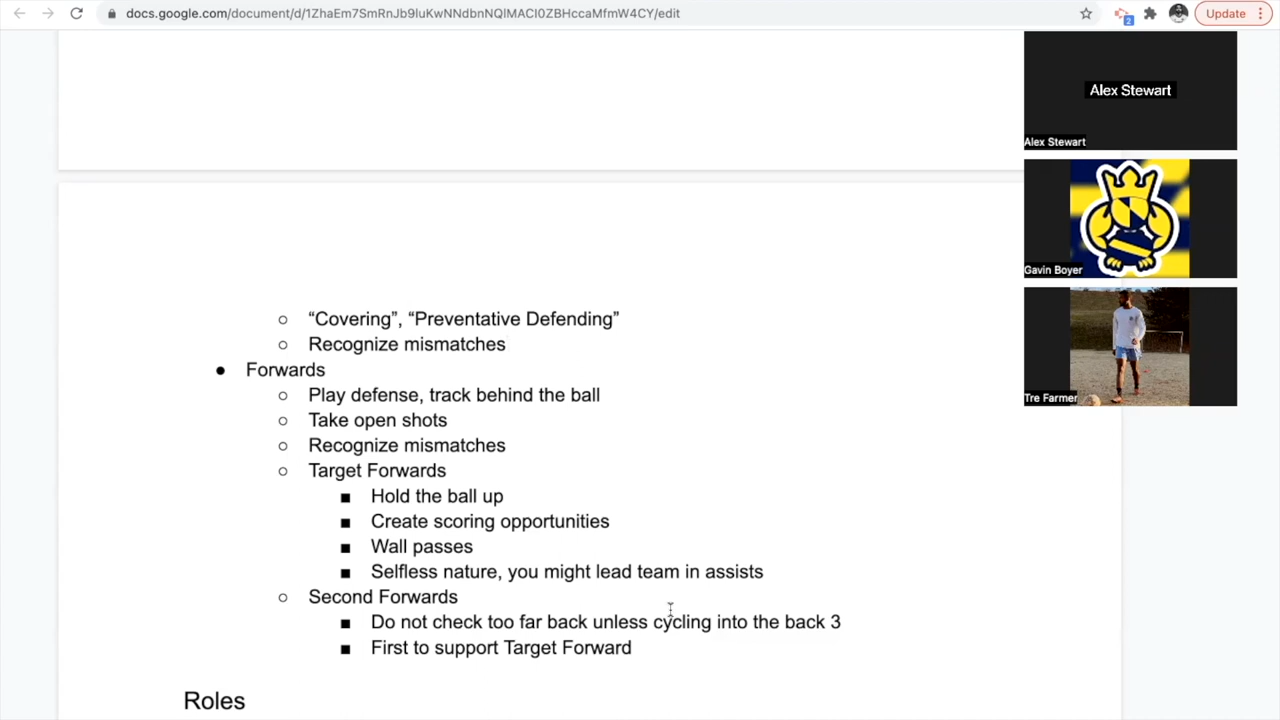 docs.google.com/document/d/1ZhaEm7SmRnJb9luKwNNdbnNQlMACI0ZBHccaMfmW4CY/edit
2
Update
Alex Stewart
Alex Stewart
Gavin Boyer
Tre Farmer
○ “Covering”, “Preventative Defending”
○ Recognize mismatches
● Forwards
○ Play defense, track behind the ball
○ Take open shots
○ Recognize mismatches
○ Target Forwards
■ Hold the ball up
■ Create scoring opportunities
■ Wall passes
■ Selfless nature, you might lead team in assists
○ Second Forwards
■ Do not check too far back unless cycling into the back 3
■ First to support Target Forward
Roles